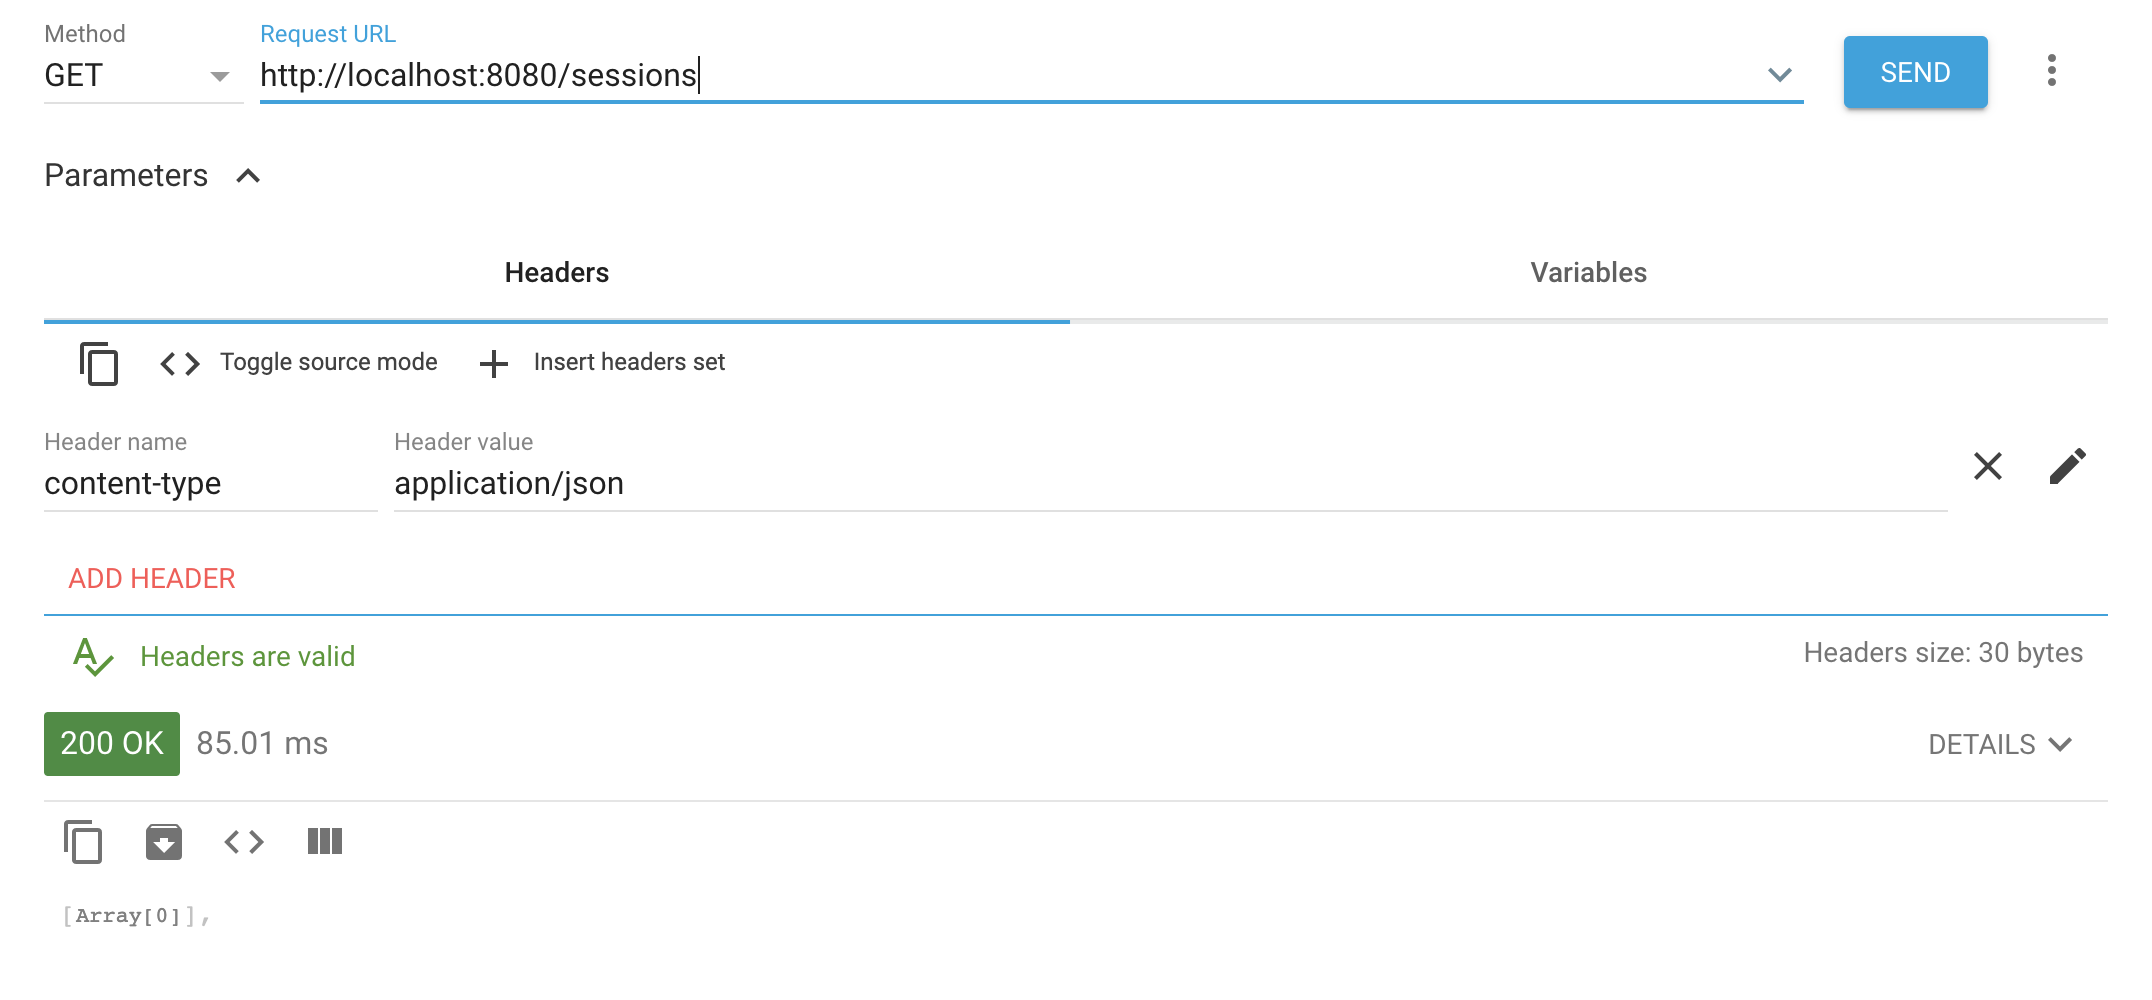 Method
GET
Request URL
http://localhost:8080/sessions
SEND
Parameters
Headers
Variables
Toggle source mode
Insert headers set
Header name
content-type
Header value
application/json
ADD HEADER
Headers are valid
Headers size: 30 bytes
200 OK
85.01 ms
DETAILS
[Array[0]],